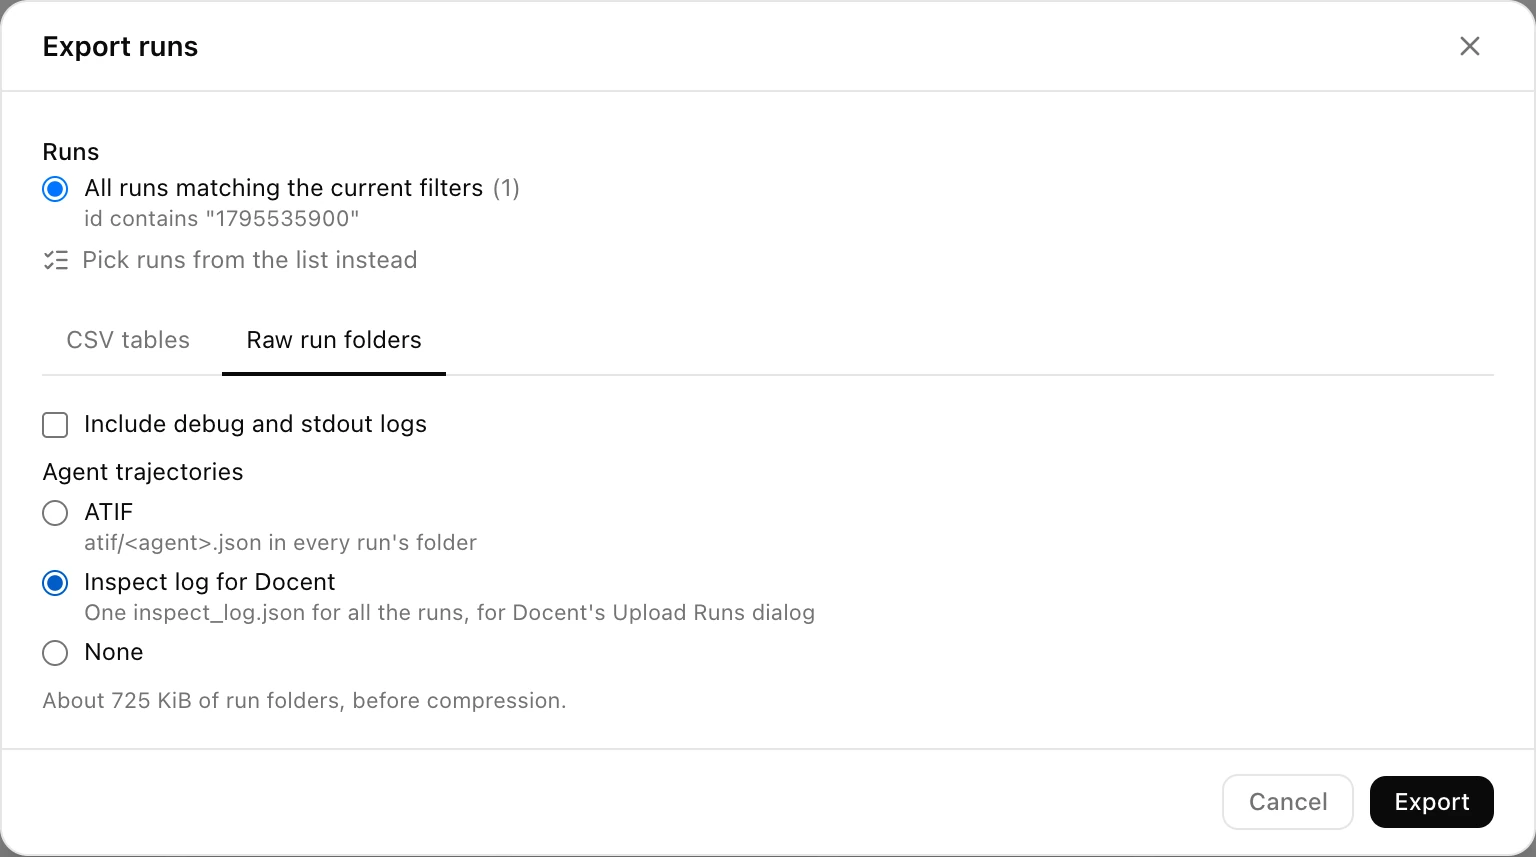 Export runs
Runs
All runs matching the current filters (1)
id contains "1795535900"
Pick runs from the list instead
CSV tables
Raw run folders
Include debug and stdout logs
Agent trajectories
ATIF
atif/<agent>.json in every run's folder
Inspect log for Docent
One inspect_log.json for all the runs, for Docent's Upload Runs dialog
None
About 725 KiB of run folders, before compression.
Cancel
Export